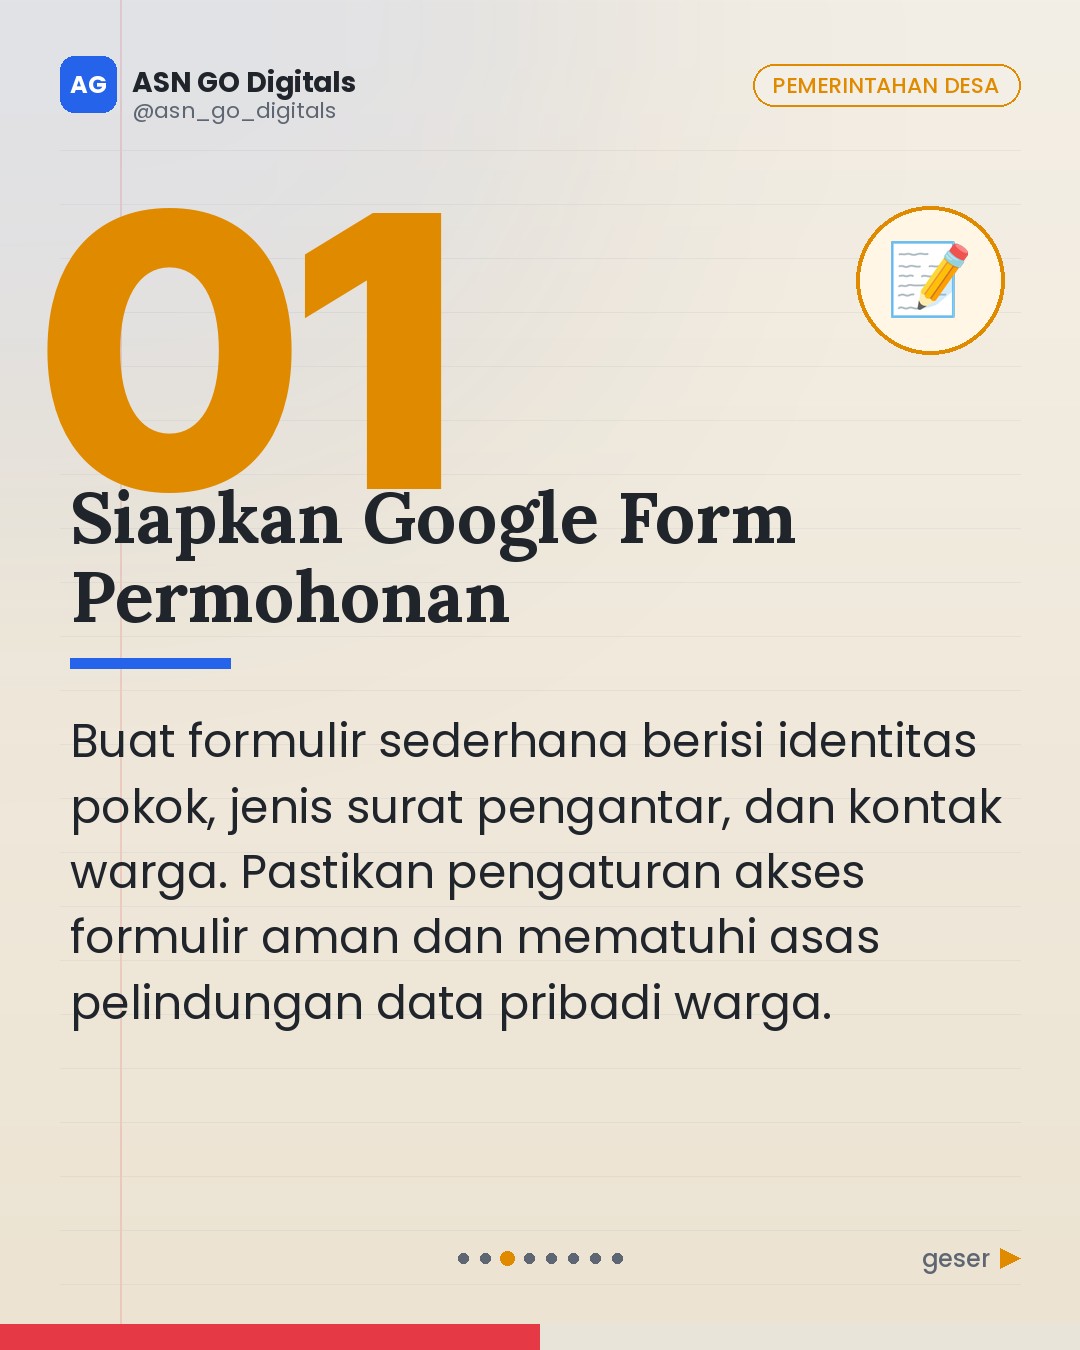 AG
ASN GO Digitals
@asn_go_digitals
PEMERINTAHAN DESA
01
Siapkan Google Form
Permohonan
Buat formulir sederhana berisi identitas
pokok, jenis surat pengantar, dan kontak
warga. Pastikan pengaturan akses
formulir aman dan mematuhi asas
pelindungan data pribadi warga.
geser